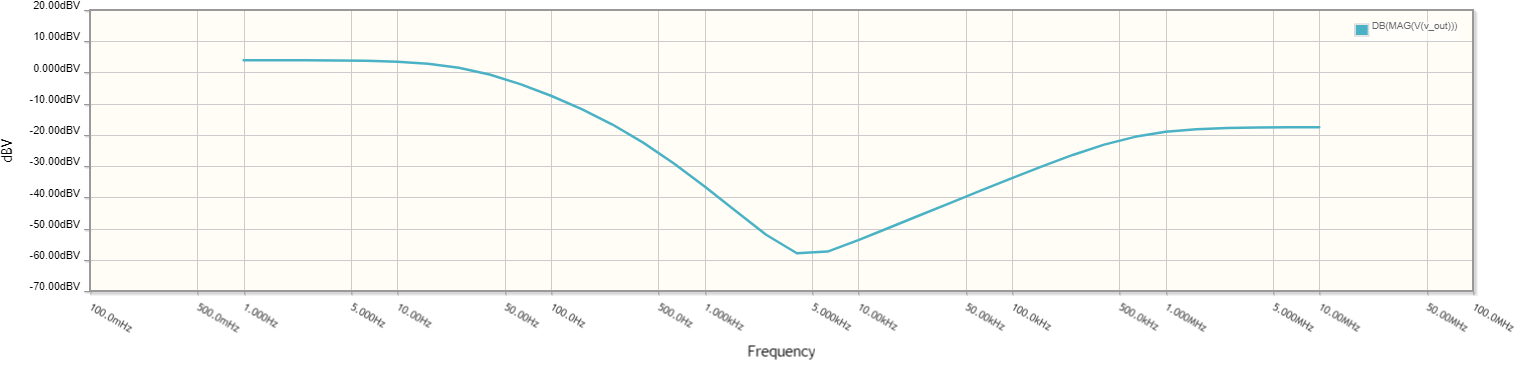 20.00dBV
10.00dBV
0.000dBV
-10.00dBV
-20.00dBV
-30.00dBV
-40.00dBV
-50.00dBV
-60.00dBV
-70.00dBV
dBV
DB(MAG(V(v_out)))
100.0mHz
500.0mHz
1.000Hz
5.000Hz
10.00Hz
50.00Hz
100.0Hz
500.0Hz
1.000kHz
5.000kHz
10.00kHz
50.00kHz
100.0kHz
500.0kHz
1.000MHz
5.000MHz
10.00MHz
50.00MHz
100.0MHz
Frequency